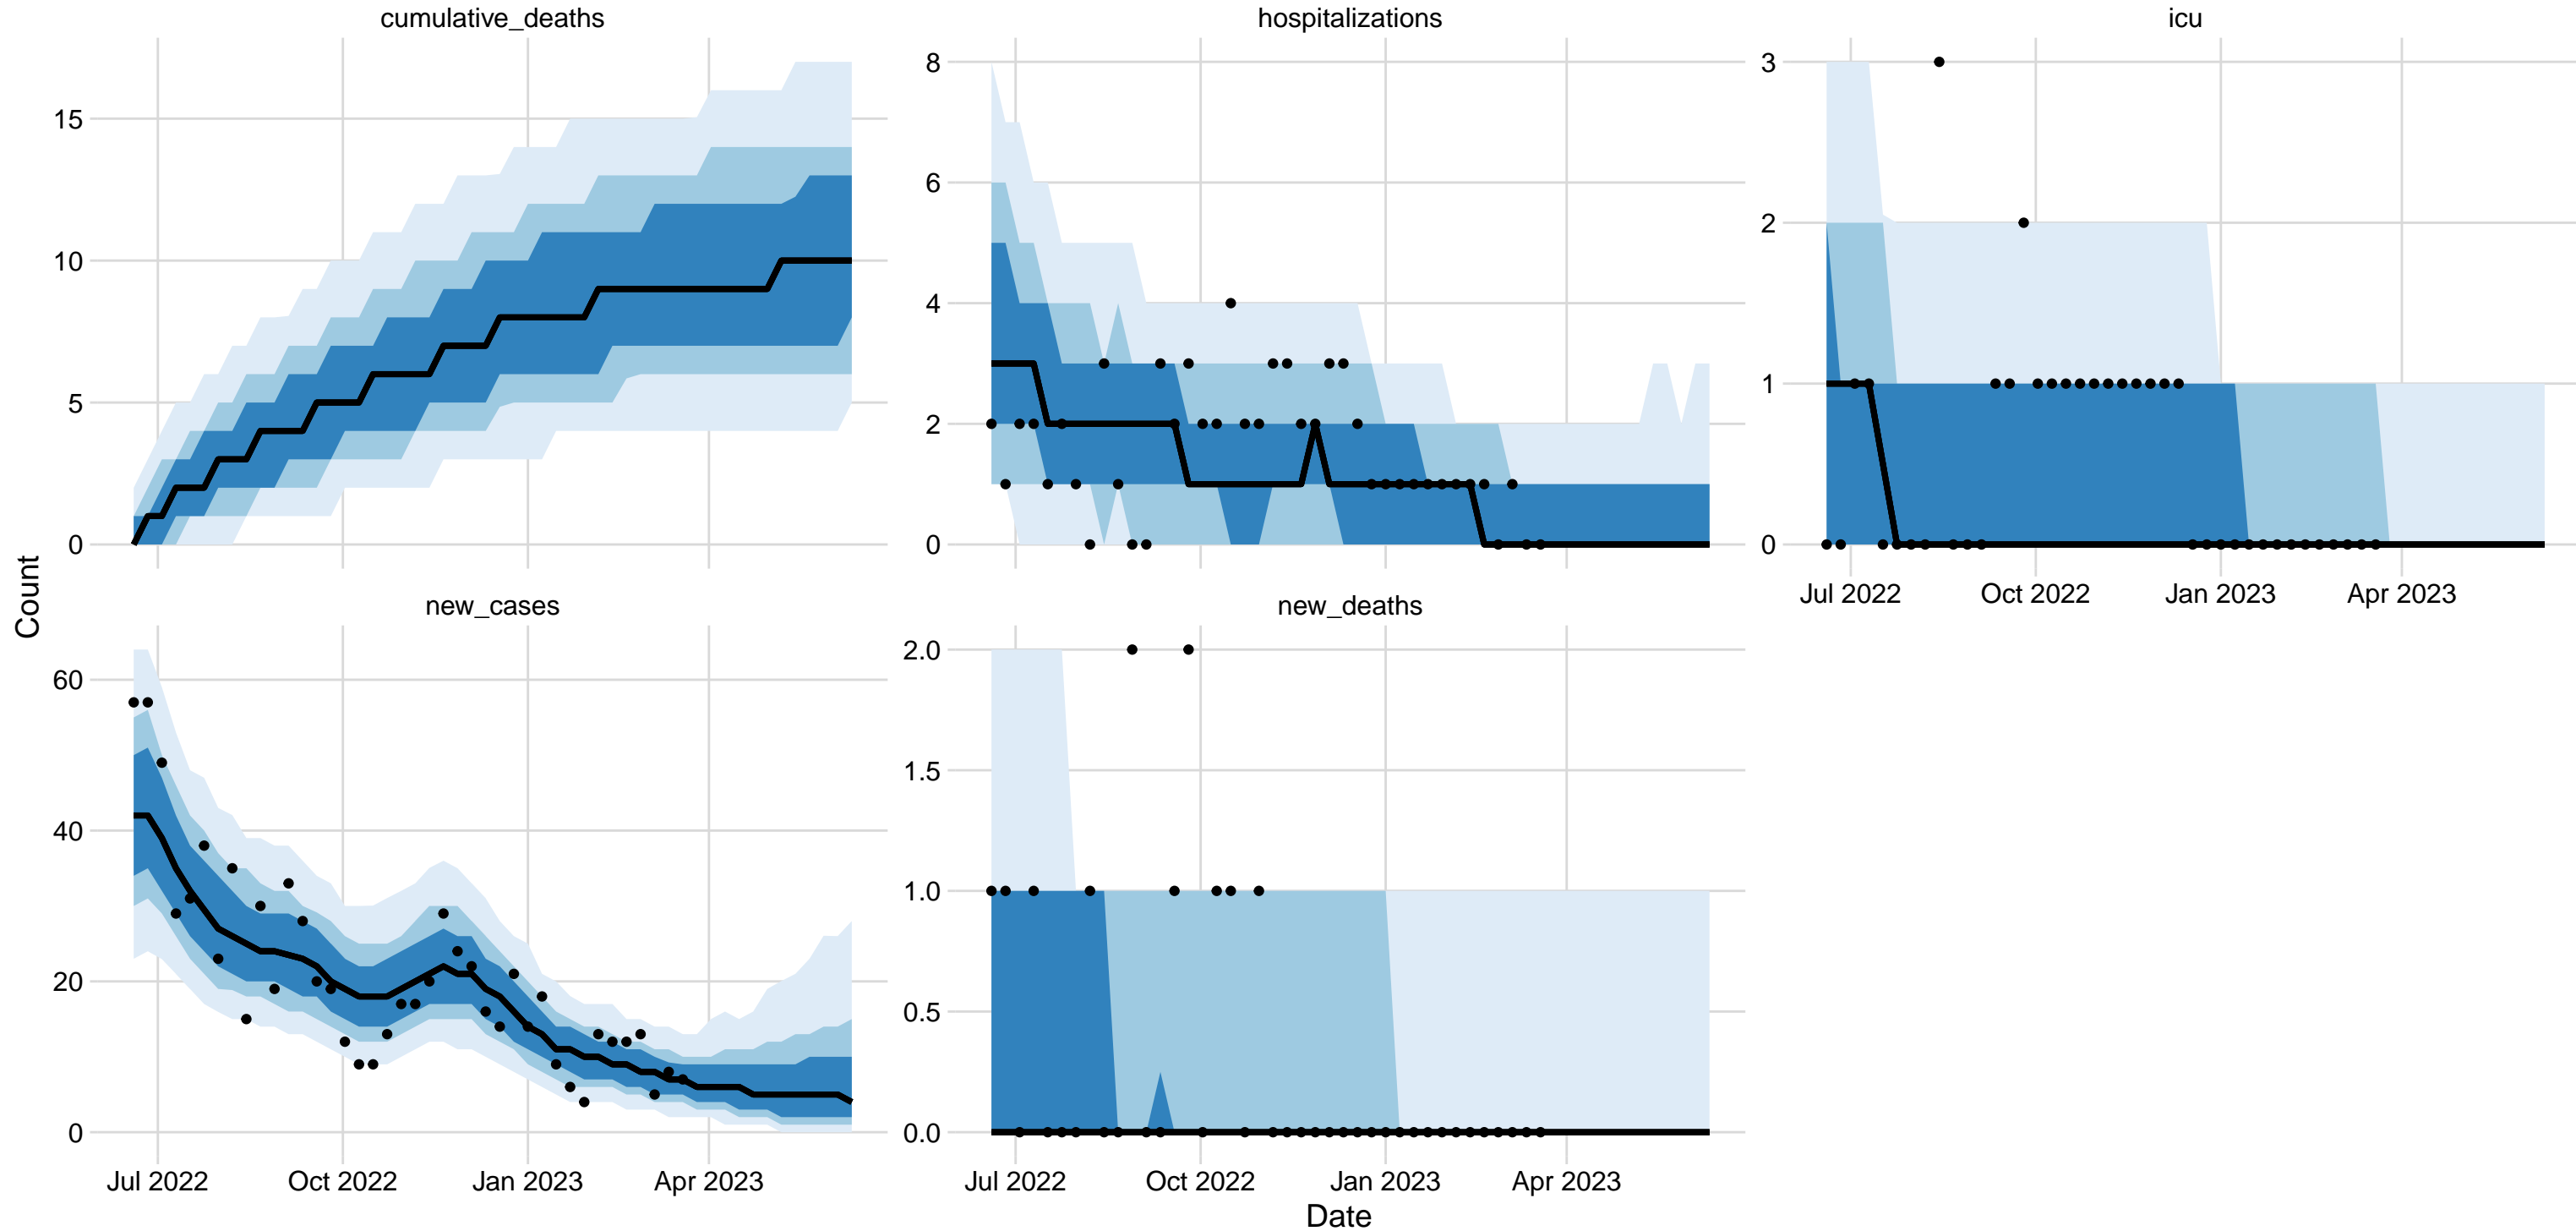 cumulative_deaths
hospitalizations
icu
15
10
5
0
8
6
4
2
0
3
2
1
0
Jul 2022 Oct 2022 Jan 2023 Apr 2023
Count
new_cases
new_deaths
60
40
20
0
2.0
1.5
1.0
0.5
0.0
Jul 2022 Oct 2022 Jan 2023 Apr 2023
Jul 2022 Oct 2022 Jan 2023 Apr 2023
Date